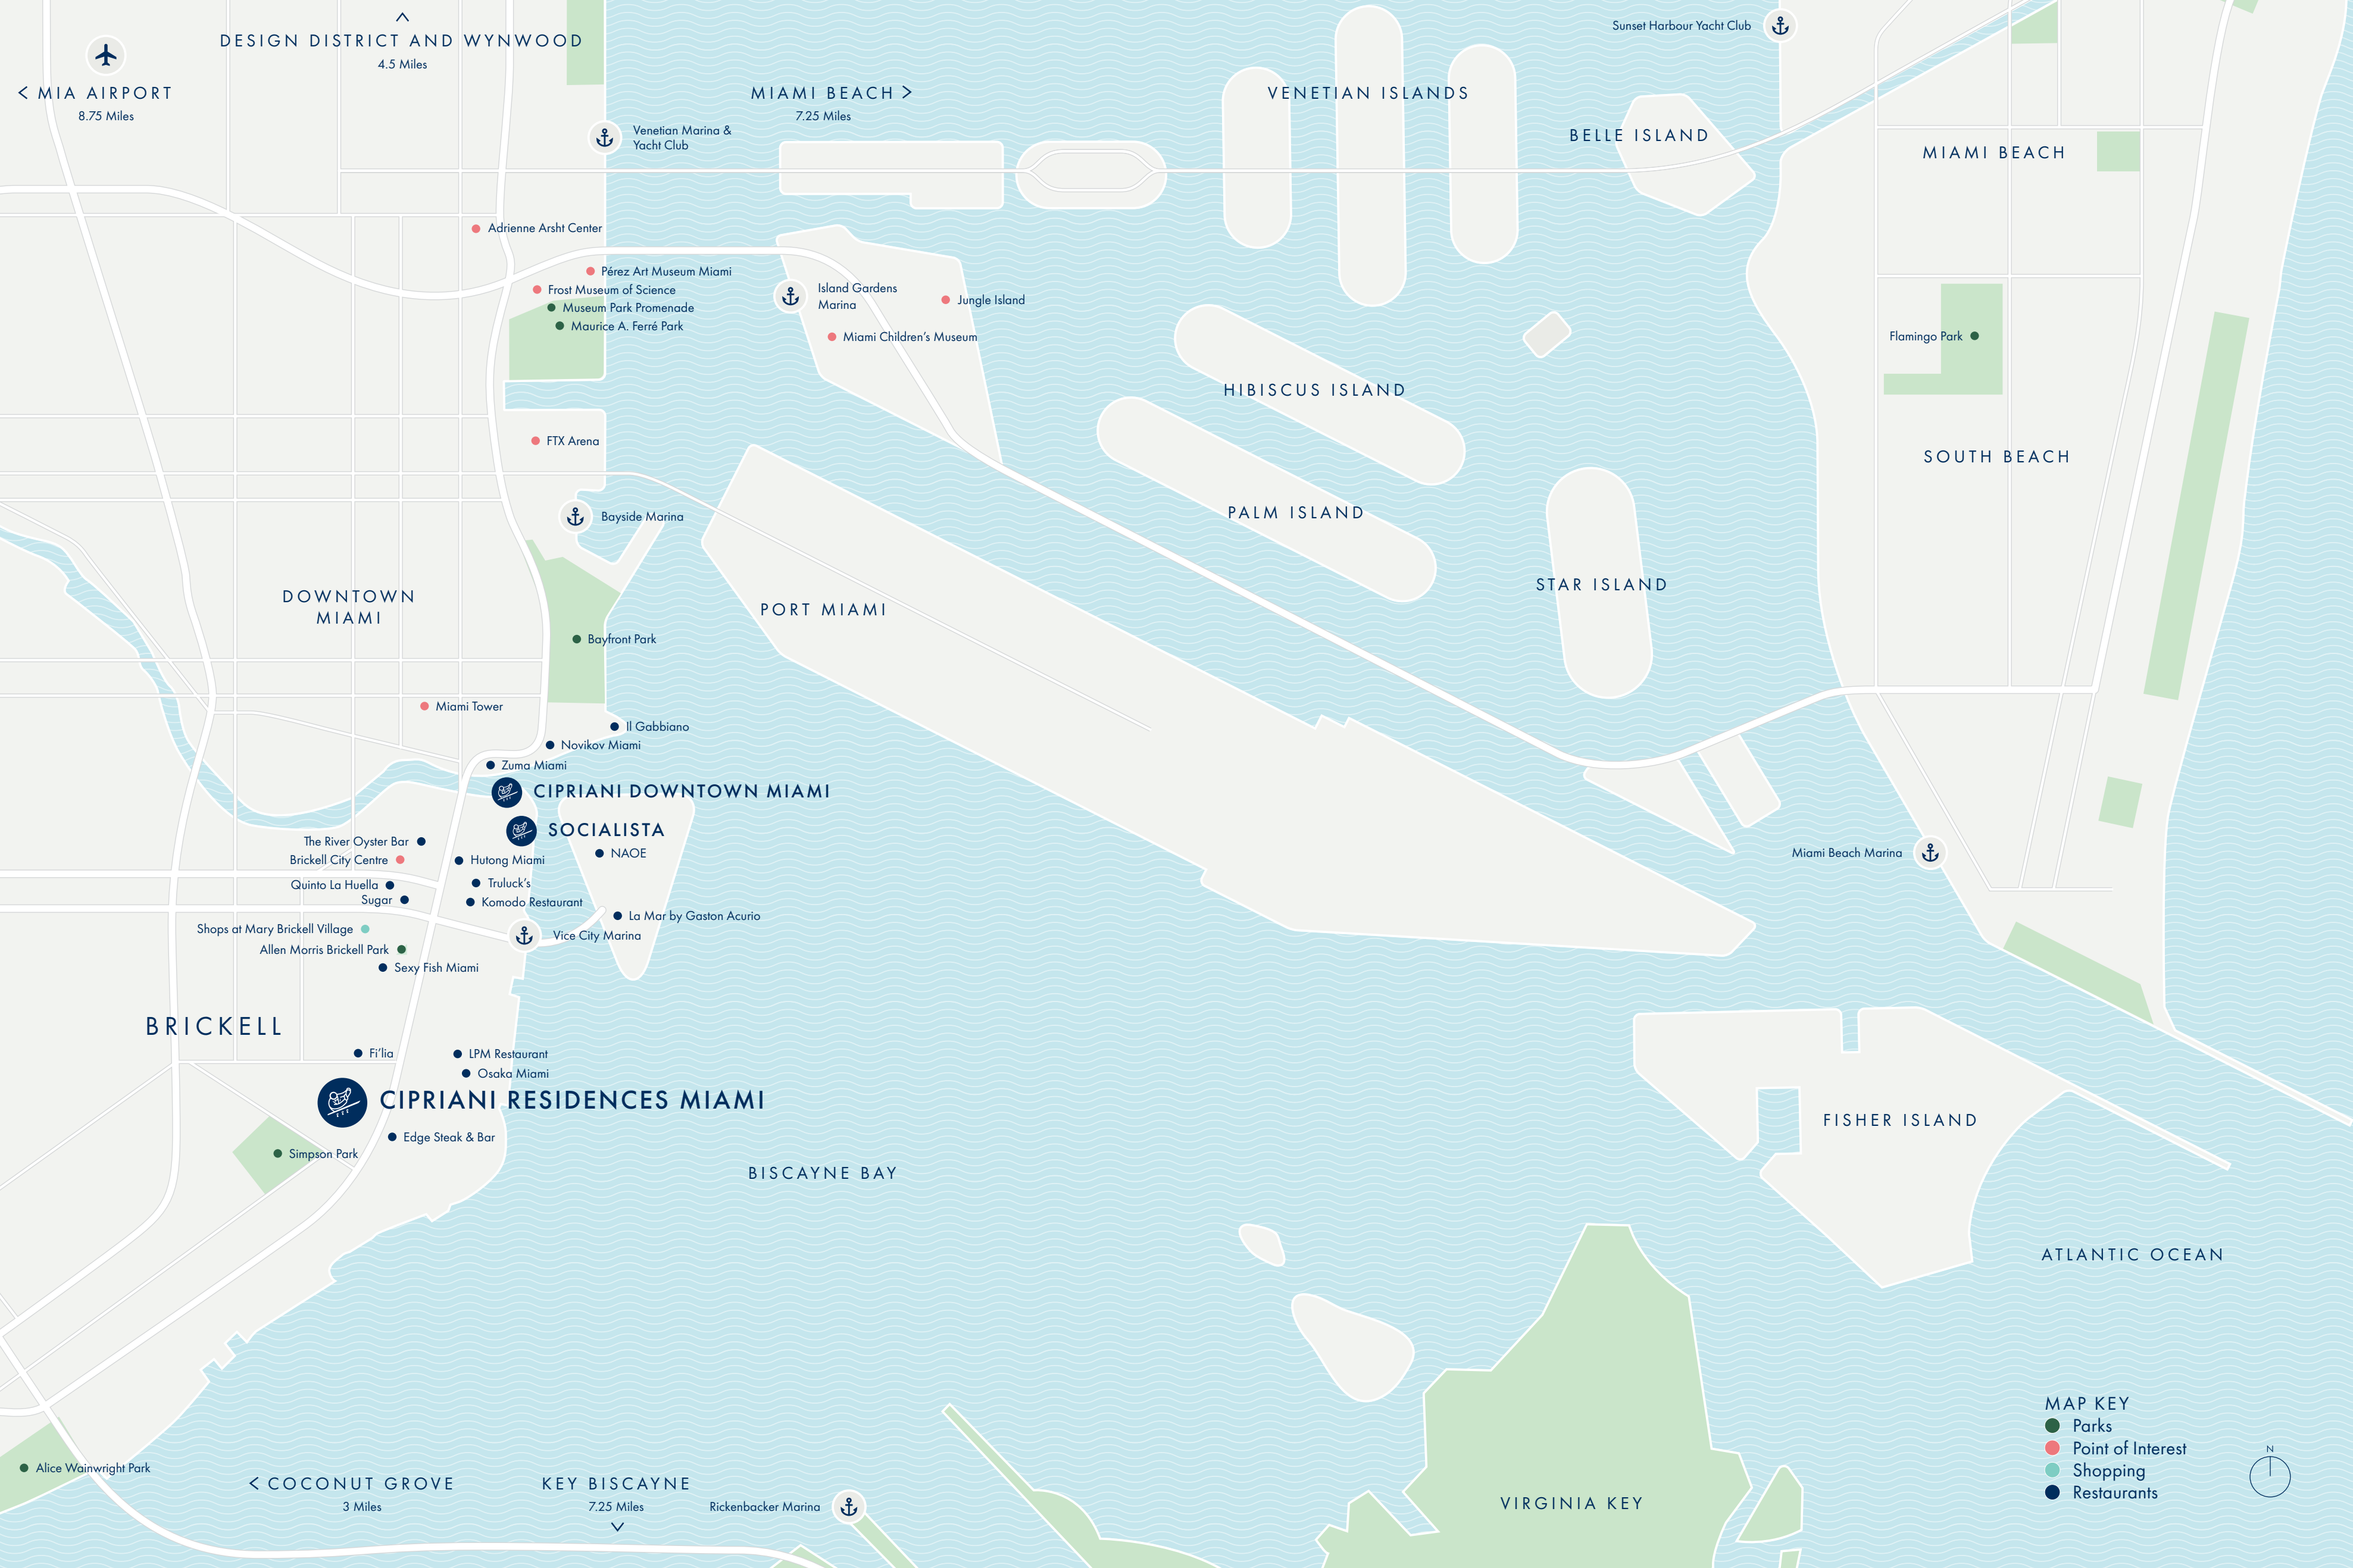 DESIGN DISTRICT AND WYNWOOD
4.5 Miles
< MIA AIRPORT
8.75 Miles
MIAMI BEACH >
7.25 Miles
Venetian Marina &
Yacht Club
VENETIAN ISLANDS
Sunset Harbour Yacht Club
BELLE ISLAND
MIAMI BEACH
Adrienne Arsht Center
Pérez Art Museum Miami
Frost Museum of Science
Museum Park Promenade
Maurice A. Ferré Park
Island Gardens
Marina
Jungle Island
Miami Children's Museum
Flamingo Park
HIBISCUS ISLAND
FTX Arena
SOUTH BEACH
PALM ISLAND
Bayside Marina
STAR ISLAND
DOWNTOWN
MIAMI
PORT MIAMI
Bayfront Park
Miami Tower
Il Gabbiano
Novikov Miami
Zuma Miami
CIPRIANI DOWNTOWN MIAMI
SOCIALISTA
The River Oyster Bar
NAOE
Brickell City Centre
Hutong Miami
Miami Beach Marina
Quinto La Huella
Truluck's
Sugar
Komodo Restaurant
La Mar by Gaston Acurio
Shops at Mary Brickell Village
Vice City Marina
Allen Morris Brickell Park
Sexy Fish Miami
BRICKELL
Fi'lia
LPM Restaurant
Osaka Miami
CIPRIANI RESIDENCES MIAMI
Edge Steak & Bar
Simpson Park
FISHER ISLAND
BISCAYNE BAY
ATLANTIC OCEAN
Alice Wainwright Park
< COCONUT GROVE
3 Miles
KEY BISCAYNE
7.25 Miles
Rickenbacker Marina
VIRGINIA KEY
MAP KEY
Parks
Point of Interest
Shopping
Restaurants
N